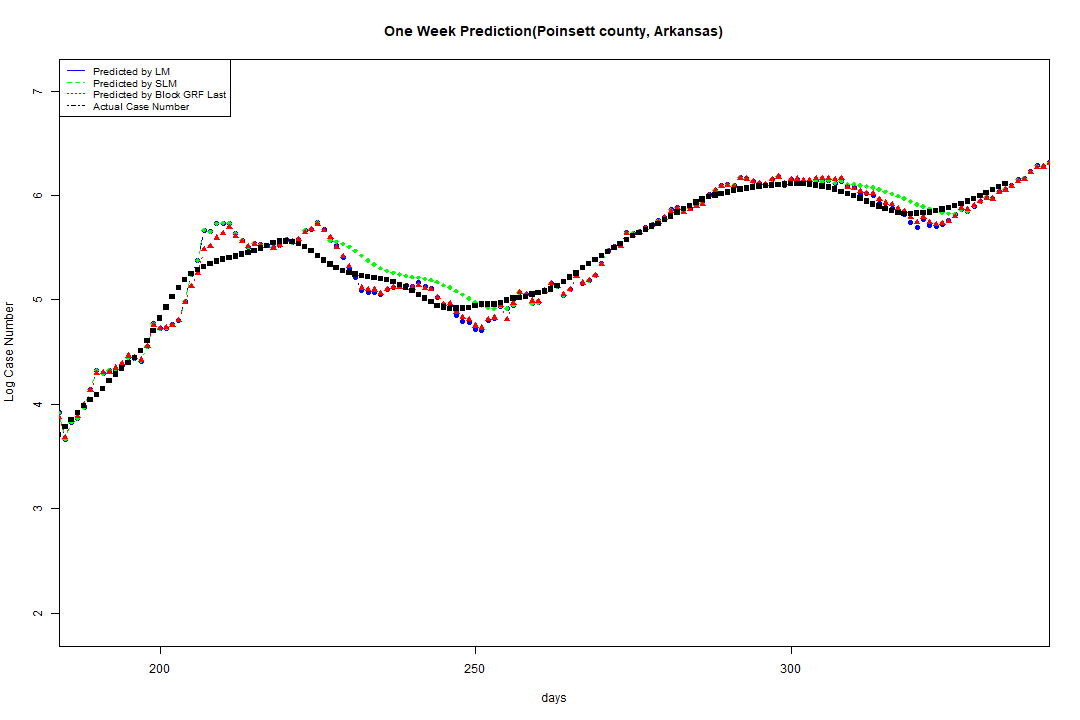 One Week Prediction(Poinsett county, Arkansas)
Predicted by LM
Predicted by SLM
Predicted by Block GRF Last
Actual Case Number
7
6
5
4
3
2
Log Case Number
200
250
300
days